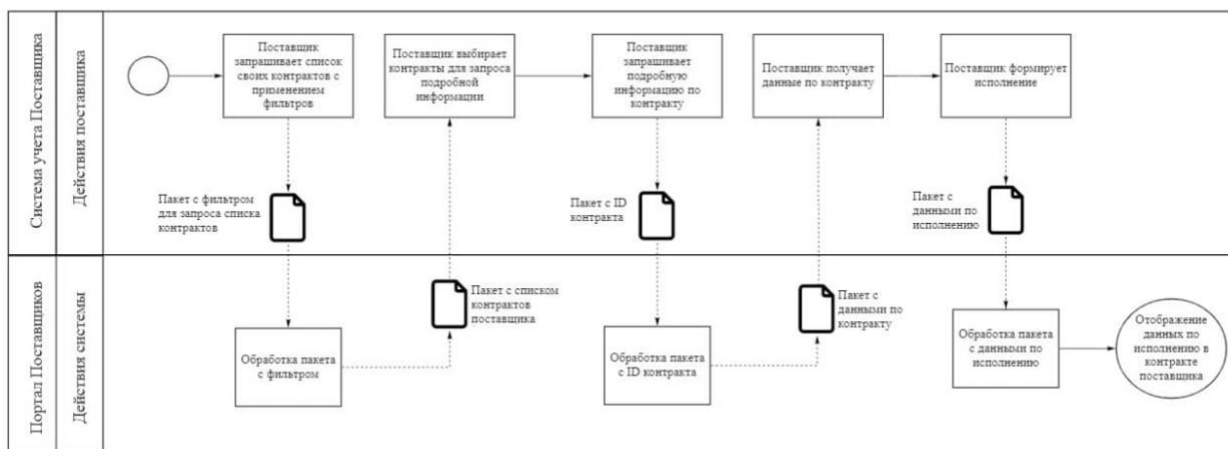 Система учета Поставщика
Действия поставщика
Поставщик
запрашивает список
своих контрактов с
применением
фильтров
Поставщик выбирает
контракты для запроса
подробной
информации
Поставщик
запрашивает
подробную
информацию по
контракту
Поставщик получает
данные по контракту
Поставщик формирует
исполнение
Пакет с фильтром
для запроса списка
контрактов
Пакет с ID
контракта
Пакет с
данными по
исполнению
Портал Поставщиков
Действия системы
Пакет с списком
контрактов
поставщика
Пакет с
данными по
контракту
Обработка пакета
с фильтром
Обработка пакета
с ID контракта
Обработка пакета
с данными по
исполнению
Отображение
данных по
исполнению в
контракте
поставщика